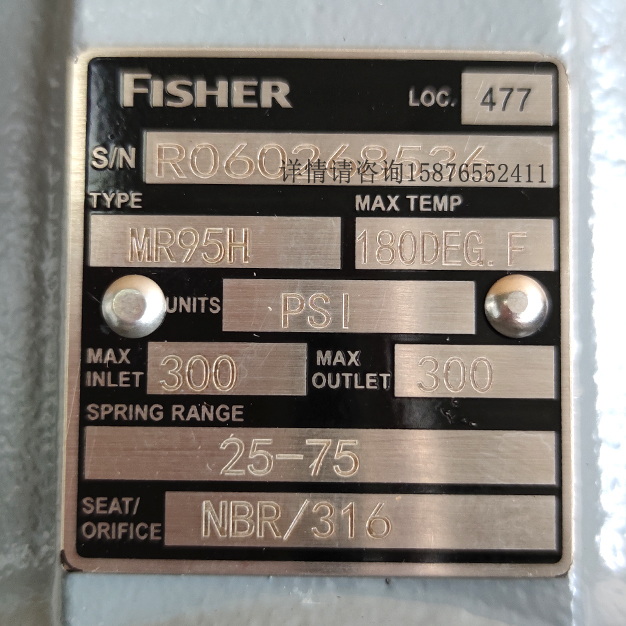 FISHER LOC. 477
S/N R060268526
详情请咨询15876552411
TYPE MAX TEMP
MR95H 180DEG.F
UNITS PSI
MAX INLET 300 MAX OUTLET 300
SPRING RANGE
25-75
SEAT/ORIFICE NBR/316